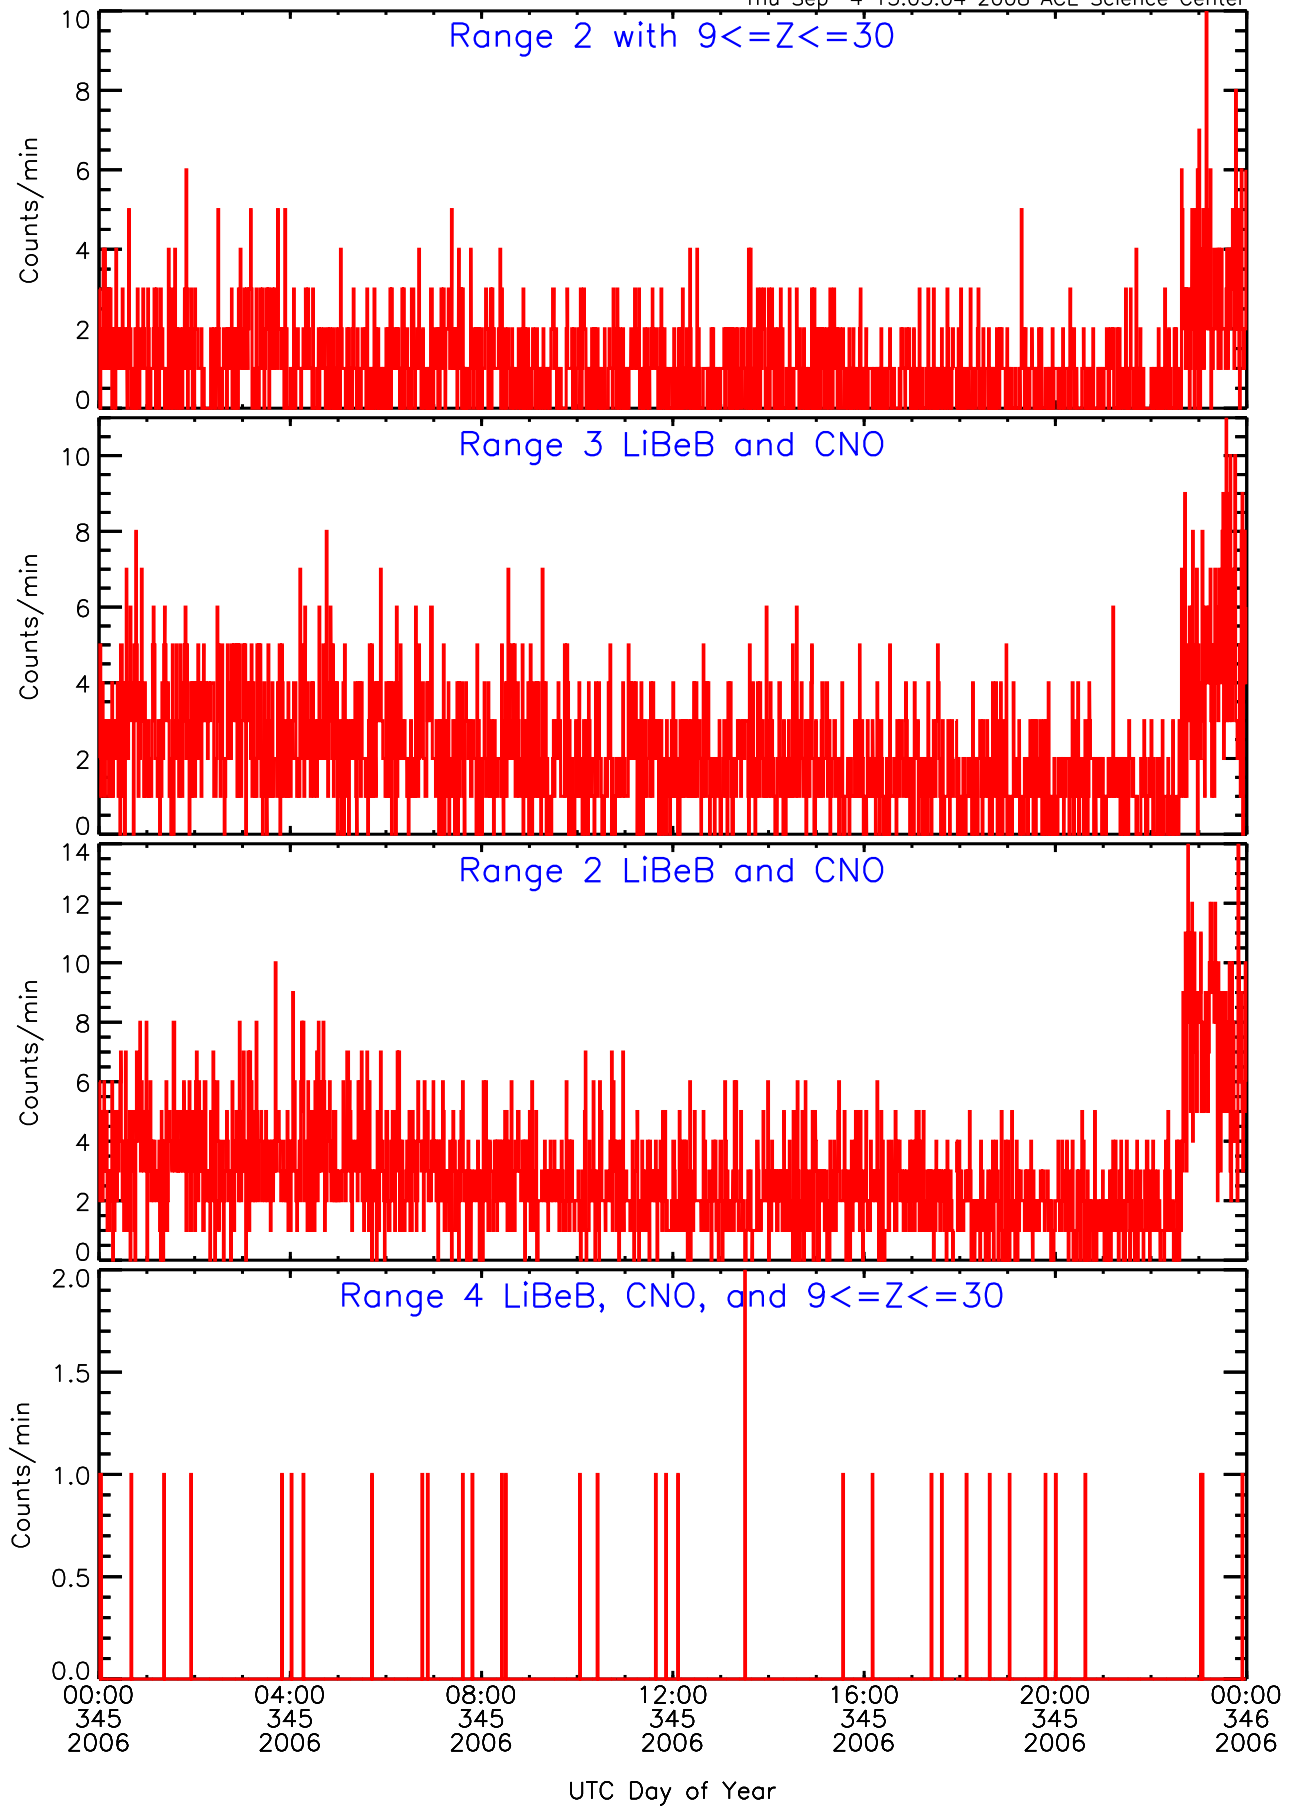 2008 ACE Science Center
Range 2 with 9<=Z<=30
10
8
6
4
2
0
Counts/min
Range 3 LiBeB and CNO
10
8
6
4
2
0
Counts/min
Range 2 LiBeB and CNO
14
12
10
8
6
4
2
0
Counts/min
Range 4 LiBeB, CNO, and 9<=Z<=30
2.0
1.5
1.0
0.5
0.0
Counts/min
00:00 04:00 08:00 12:00 16:00 20:00 00:00
345 345 345 345 345 345 346
2006 2006 2006 2006 2006 2006 2006
UTC Day of Year